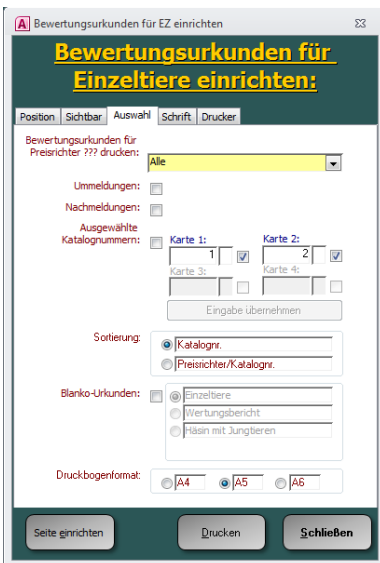 Bewertungsurkunden für EZ einrichten
Bewertungsurkunden für
Einzeltiere einrichten:
Position Sichtbar Auswahl Schrift Drucker
Bewertungsurkunden für
Preisrichter ??? drucken:
Alle
Ummeldungen:
Nachmeldungen:
Ausgewählte
Katalognummern:
Karte 1: Karte 2:
1 2
Karte 3: Karte 4:
Eingabe übernehmen
Sortierung:
Katalognr.
Preisrichter/Katalognr.
Blanko-Urkunden:
Einzeltiere
Wertungsbericht
Häsin mit Jungtieren
Druckbogenformat:
A4 A5 A6
Seite einrichten Drucken Schließen